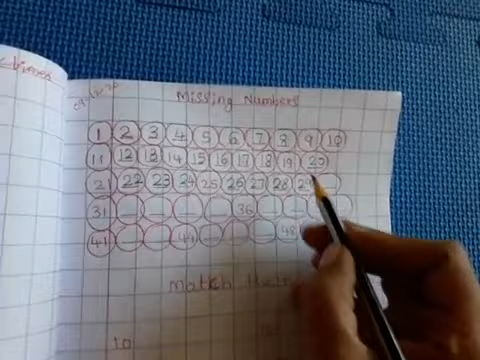 Missing Numbers
1 2 3 4 5 6 7 8 9 10
11 12 13 14 15 16 17 18 19 20
21 22 23 24 25 26 27 28 29 _
31 _ _ _ _ 36 _ _
41 _ _ 44 _ _ _ 48
Match
10